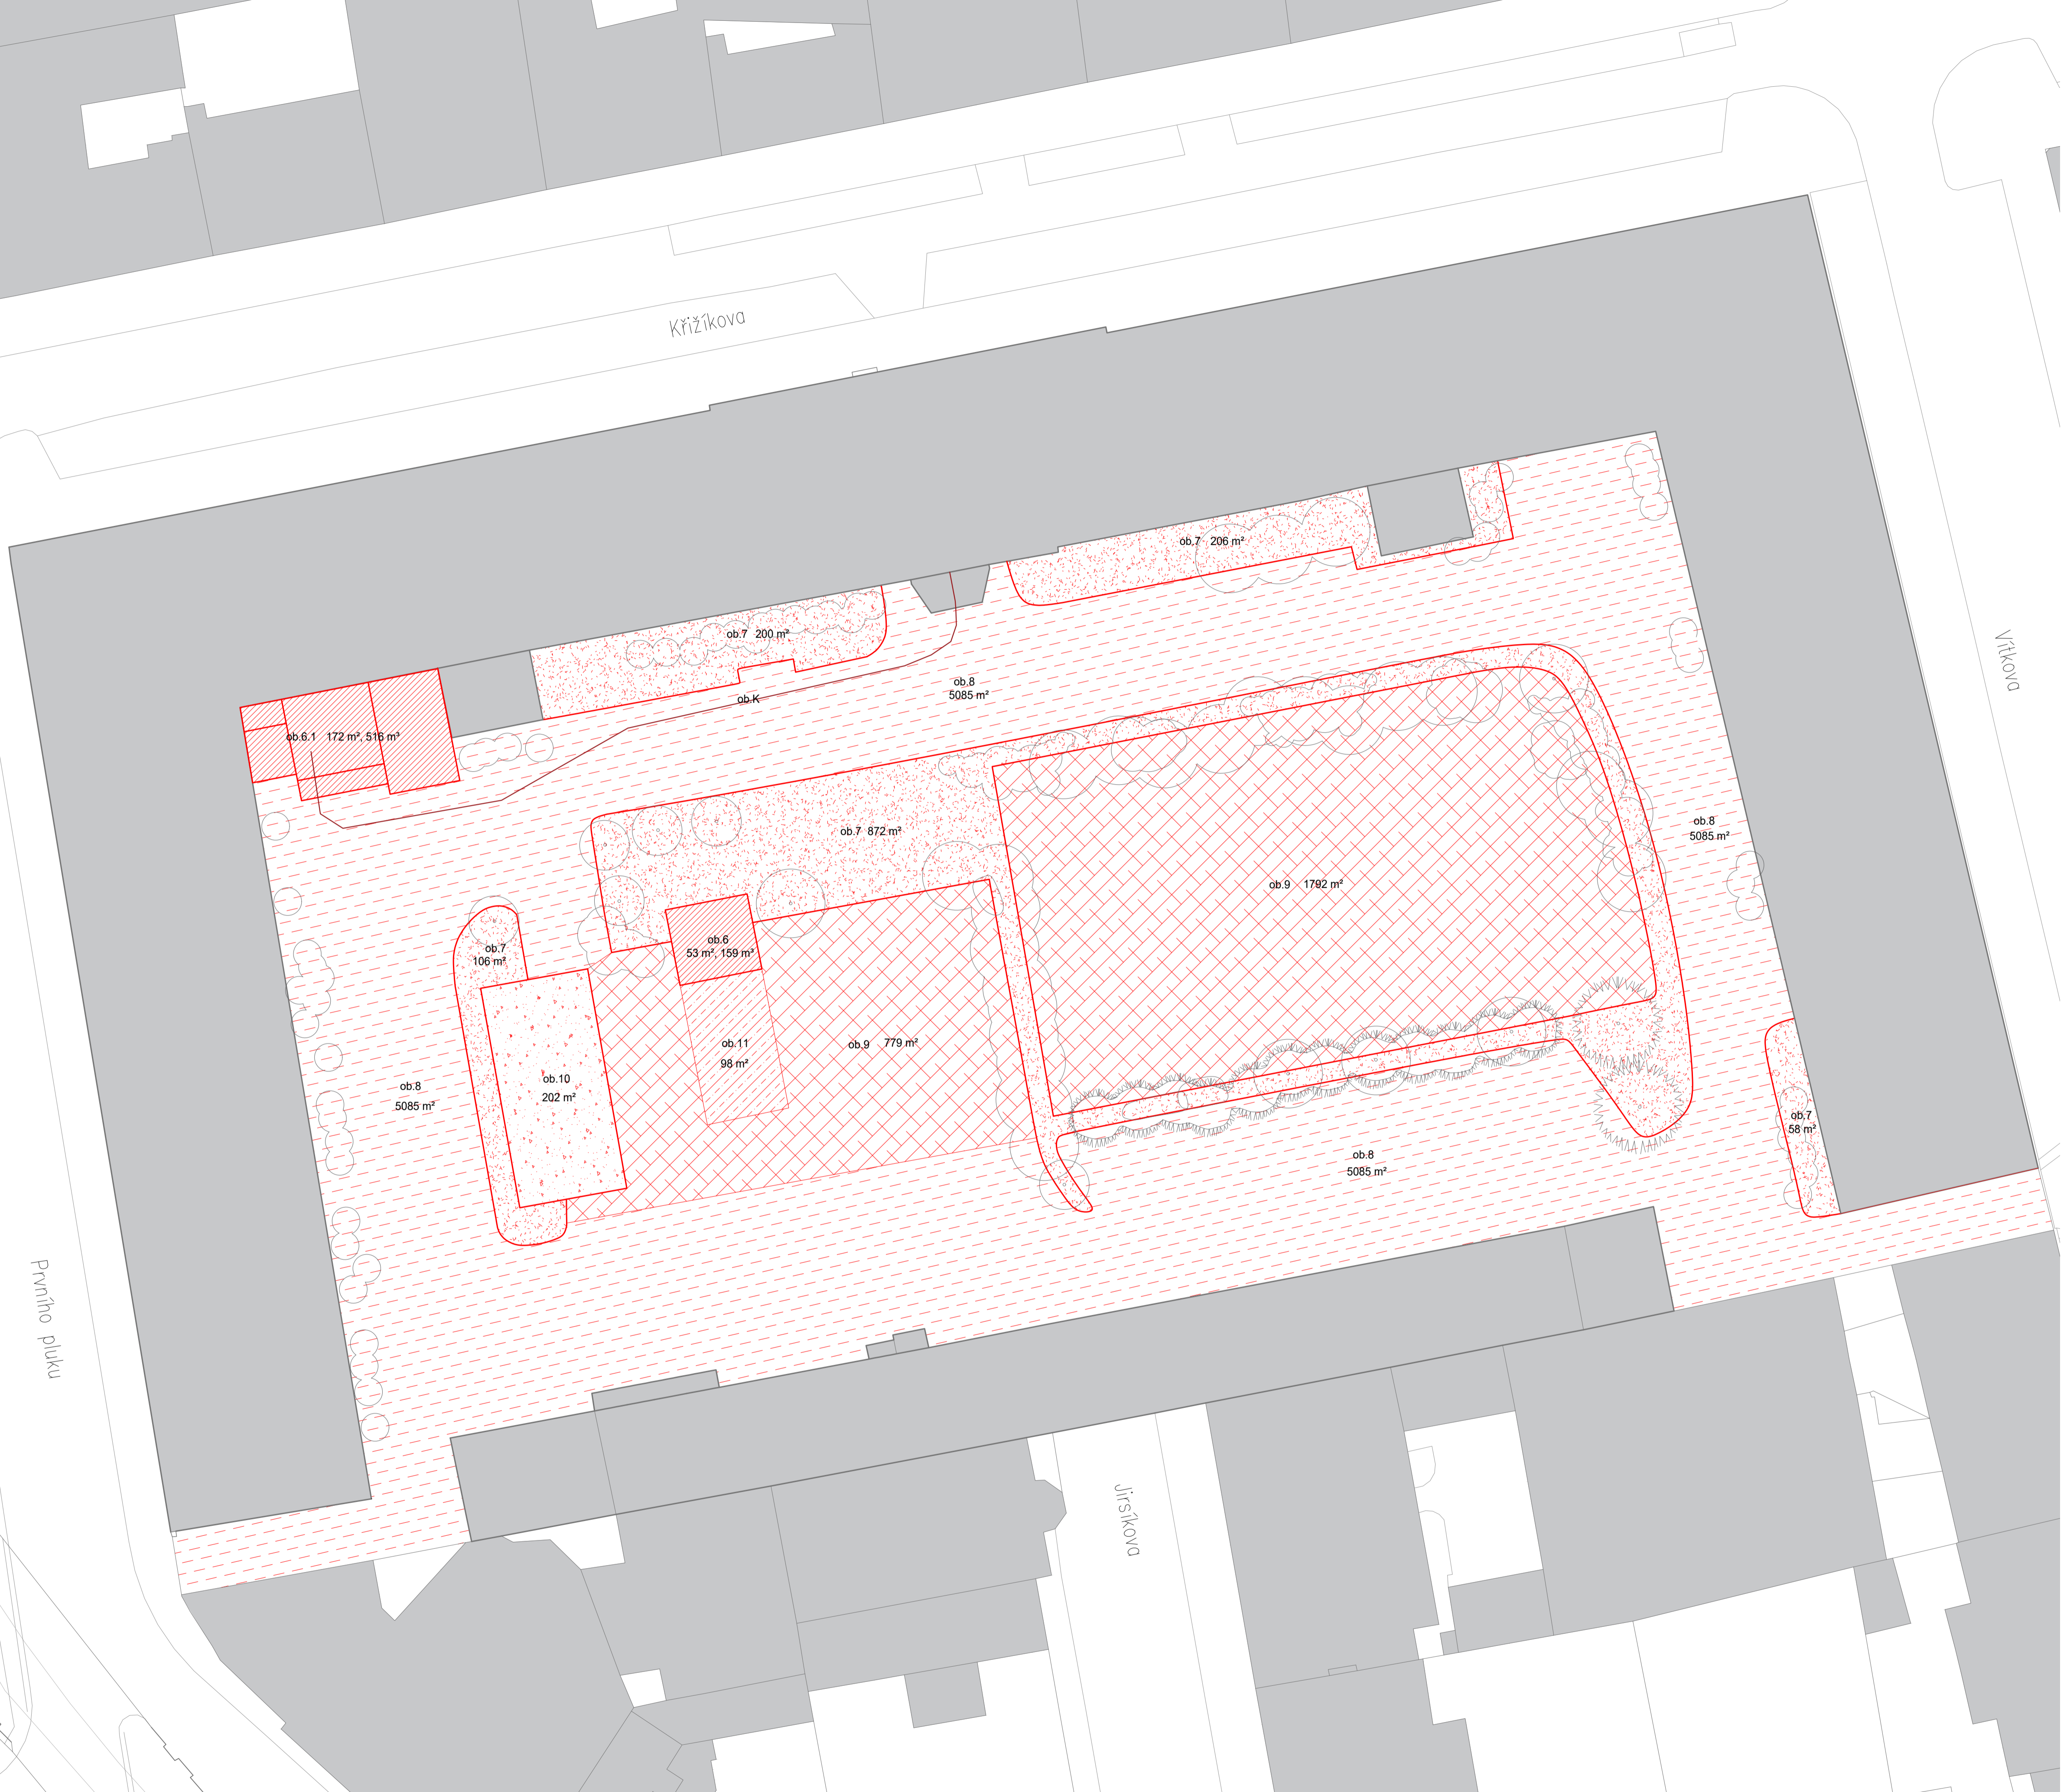 Křižíkova
ob.7 206 m²
ob.7 200 m²
Vítkova
ob.8
5085 m²
ob.K
ob.6.1 172 m², 516 m³
ob.8
5085 m²
ob.7 872 m²
ob.9 1792 m²
ob.6
53 m², 159 m³
ob.7
106 m²
ob.11
98 m²
ob.9 779 m²
ob.10
202 m²
ob.8
5085 m²
ob.7
58 m²
ob.8
5085 m²
Prvního pluku
Jirsíkova